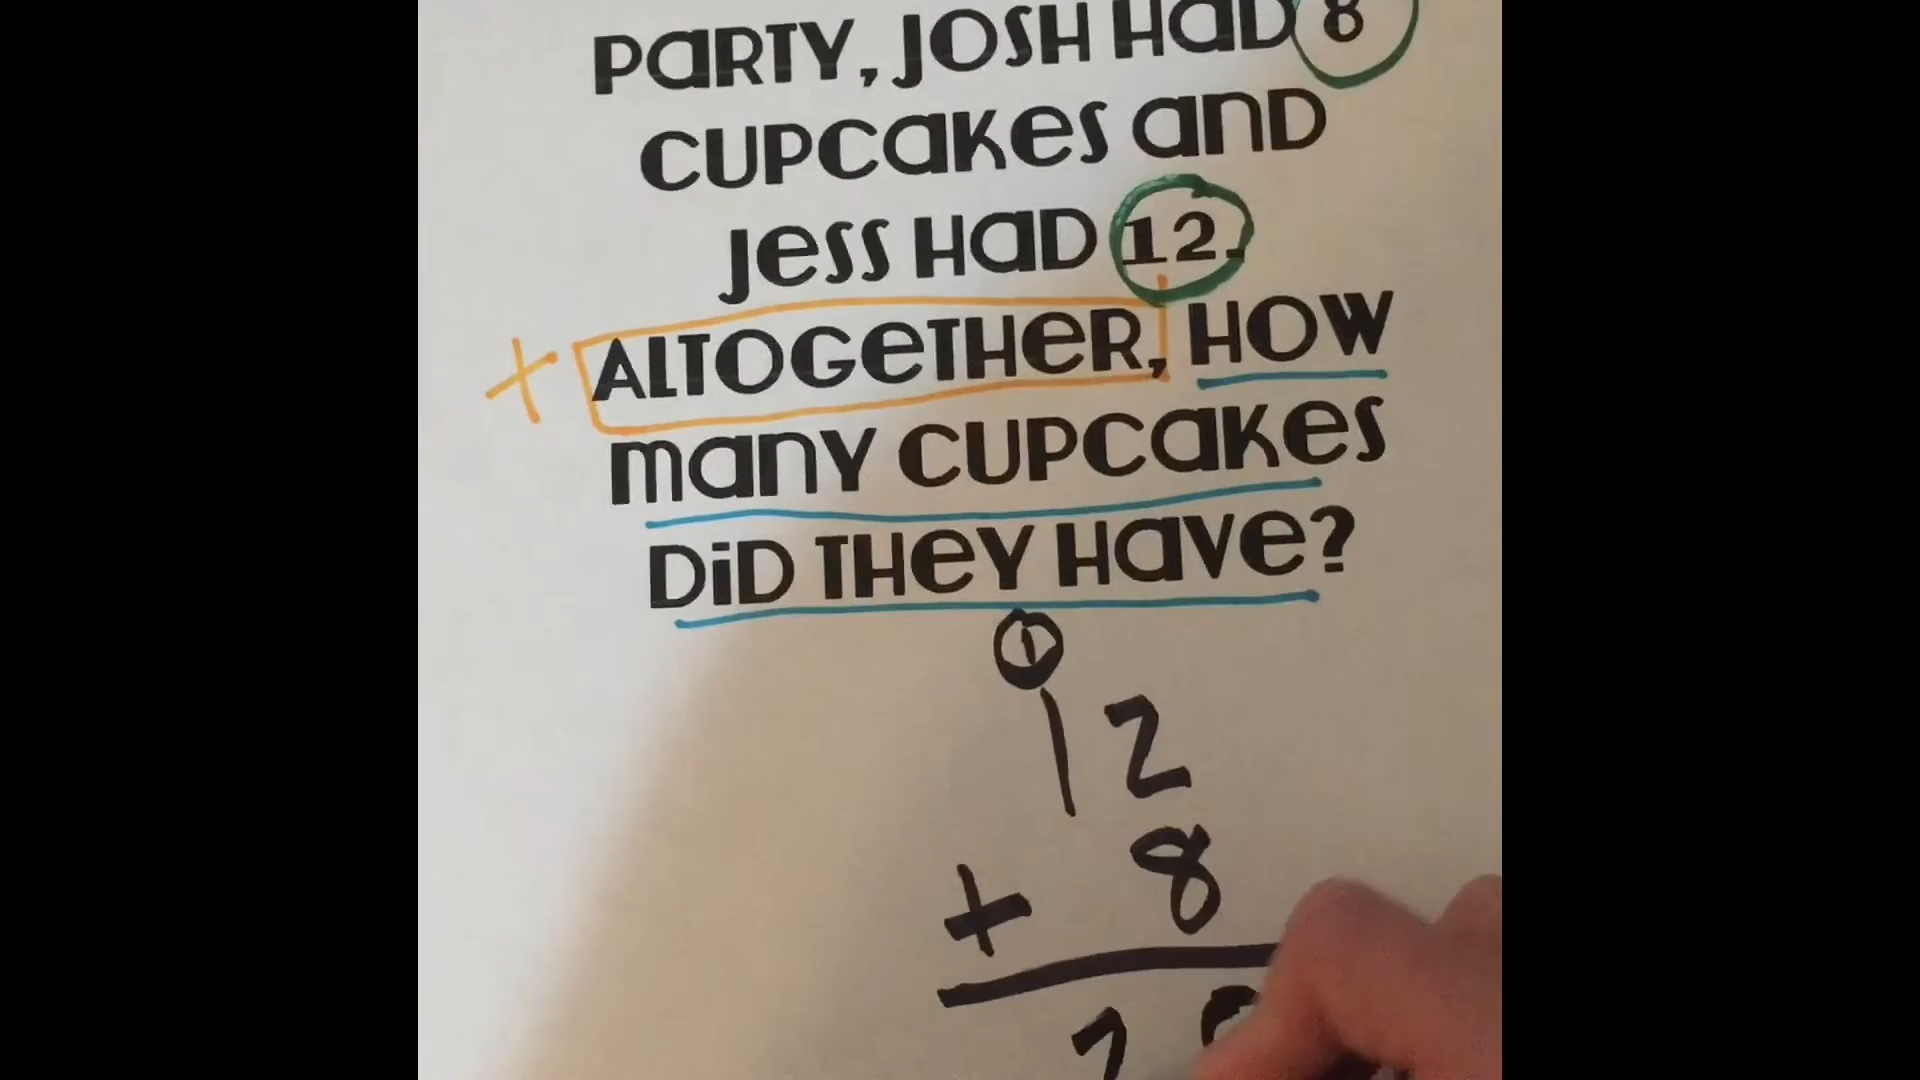 PARTY, JOSH HAD 8
CUPCAKES AND
JESS HAD 12.
+ ALTOGETHER, HOW
MANY CUPCAKES
DID THEY HAVE?
1
12
+ 8
20